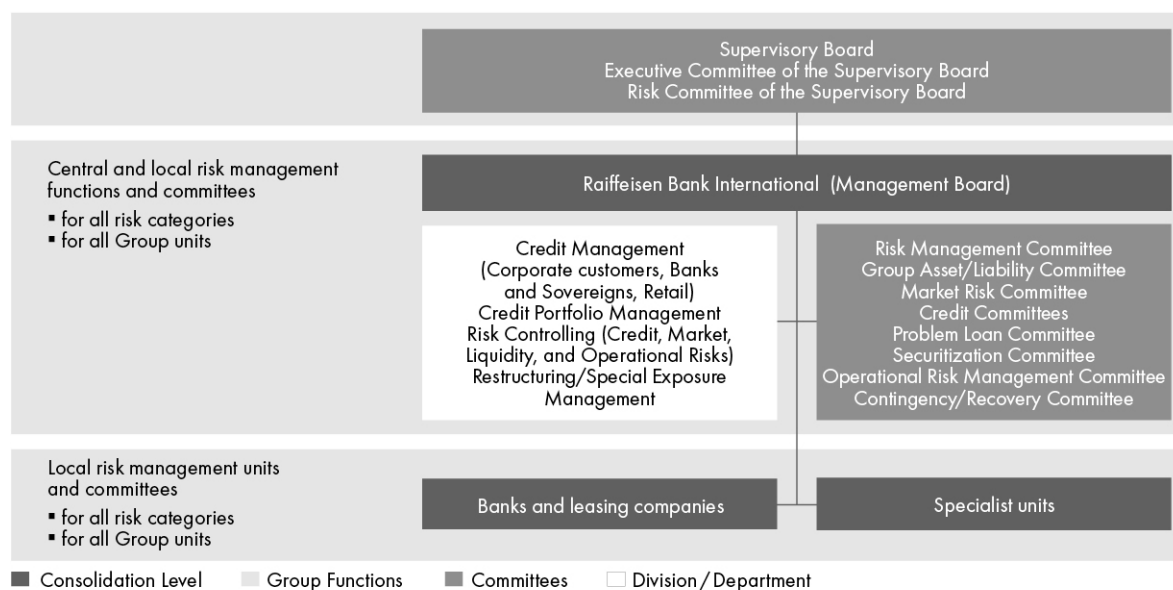 Supervisory Board
Executive Committee of the Supervisory Board
Risk Committee of the Supervisory Board
Central and local risk management
functions and committees
▪ for all risk categories
▪ for all Group units
Raiffeisen Bank International (Management Board)
Credit Management
(Corporate customers, Banks
and Sovereigns, Retail)
Credit Portfolio Management
Risk Controlling (Credit, Market,
Liquidity, and Operational Risks)
Restructuring/Special Exposure
Management
Risk Management Committee
Group Asset/Liability Committee
Market Risk Committee
Credit Committees
Problem Loan Committee
Securitization Committee
Operational Risk Management Committee
Contingency/Recovery Committee
Local risk management units
and committees
▪ for all risk categories
▪ for all Group units
Banks and leasing companies
Specialist units
Consolidation Level
Group Functions
Committees
Division/Department